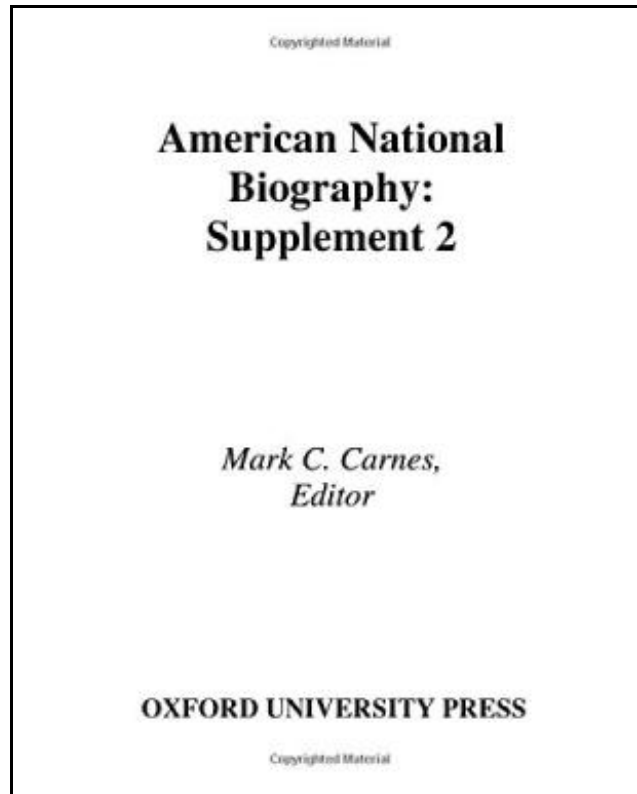 Copyrighted Material
American National
Biography:
Supplement 2
Mark C. Carnes,
Editor
OXFORD UNIVERSITY PRESS
Copyrighted Material